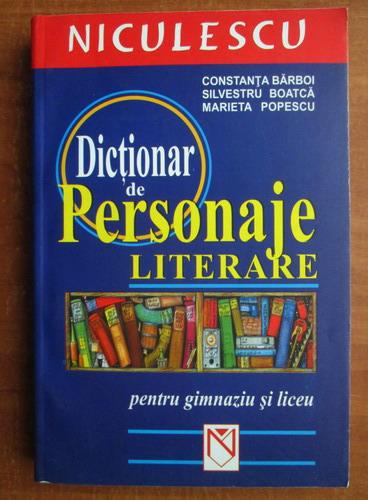 NICULESCU
CONSTANȚA BĂRBOI
SILVESTRU BOATCĂ
MARIETA POPESCU
Dicționar
de
Personaje
LITERARE
pentru gimnaziu și liceu